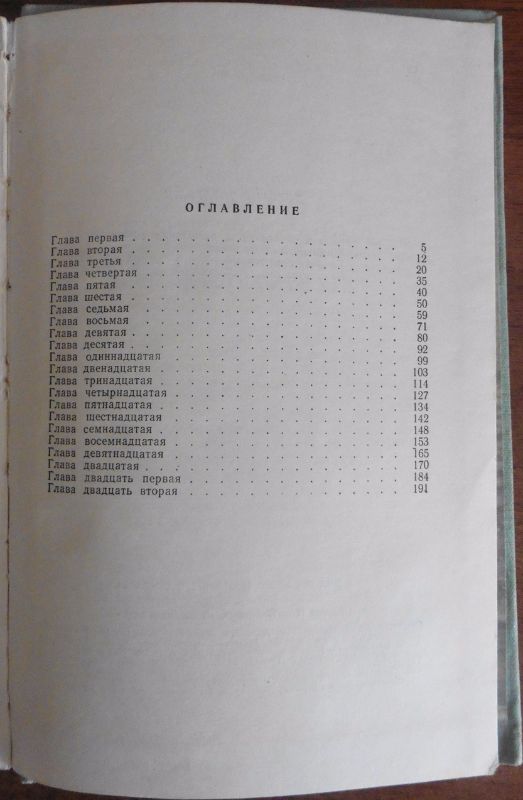 ОГЛАВЛЕНИЕ
Глава первая . . . . . . . . . . . . . . . . . . . 5
Глава вторая . . . . . . . . . . . . . . . . . . . 12
Глава третья . . . . . . . . . . . . . . . . . . . 20
Глава четвертая . . . . . . . . . . . . . . . . . . 35
Глава пятая . . . . . . . . . . . . . . . . . . . 40
Глава шестая . . . . . . . . . . . . . . . . . . . 50
Глава седьмая . . . . . . . . . . . . . . . . . . 59
Глава восьмая . . . . . . . . . . . . . . . . . . 71
Глава девятая . . . . . . . . . . . . . . . . . . 80
Глава десятая . . . . . . . . . . . . . . . . . . . 92
Глава одиннадцатая . . . . . . . . . . . . . . . . 99
Глава двенадцатая . . . . . . . . . . . . . . . . . 103
Глава тринадцатая . . . . . . . . . . . . . . . . . 114
Глава четырнадцатая . . . . . . . . . . . . . . . . 127
Глава пятнадцатая . . . . . . . . . . . . . . . . . 134
Глава шестнадцатая . . . . . . . . . . . . . . . . 142
Глава семнадцатая . . . . . . . . . . . . . . . . . 148
Глава восемнадцатая . . . . . . . . . . . . . . . . 153
Глава девятнадцатая . . . . . . . . . . . . . . . . 165
Глава двадцатая . . . . . . . . . . . . . . . . . . 170
Глава двадцать первая . . . . . . . . . . . . . . . 184
Глава двадцать вторая . . . . . . . . . . . . . . . 191